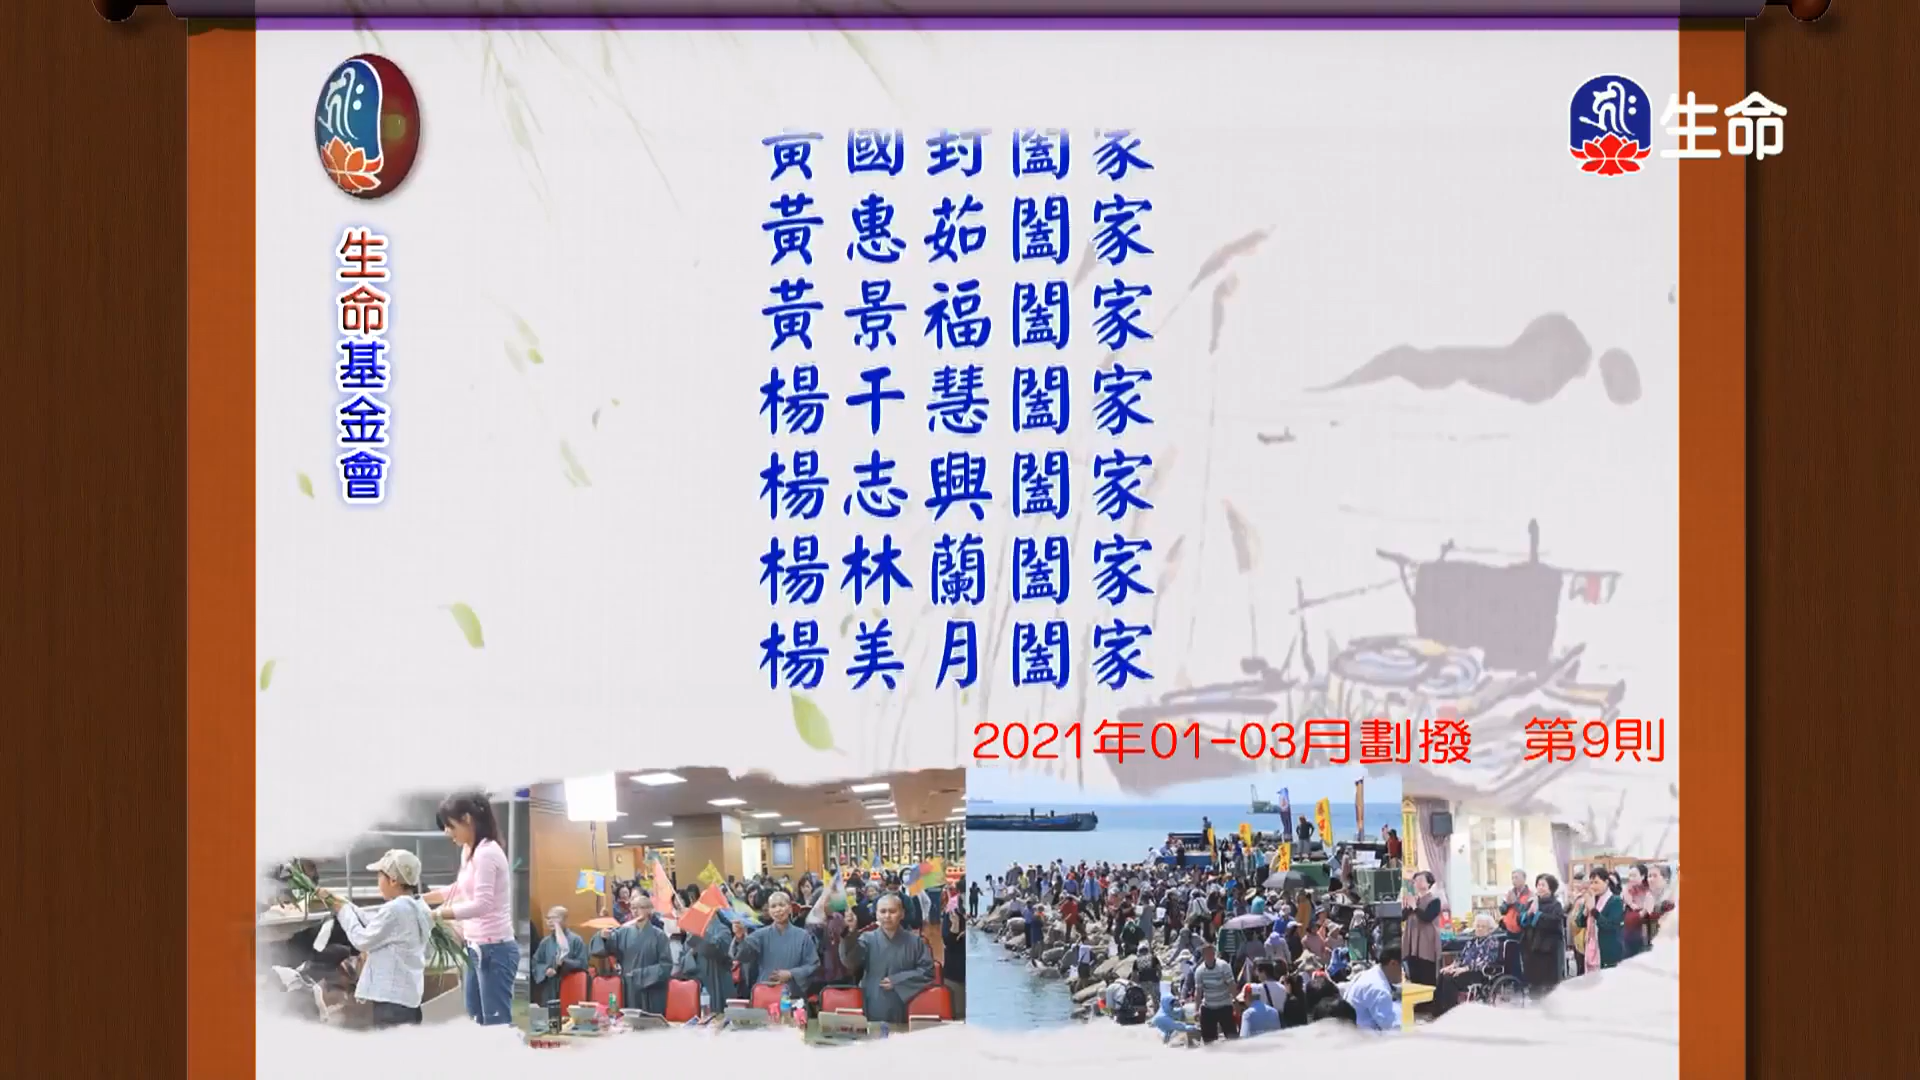 生命
生命基金會
黃國封闔家
黃惠茹闔家
黃景福闔家
楊千慧闔家
楊志興闔家
楊林蘭闔家
楊美月闔家
2021年01-03月劃撥 第9則